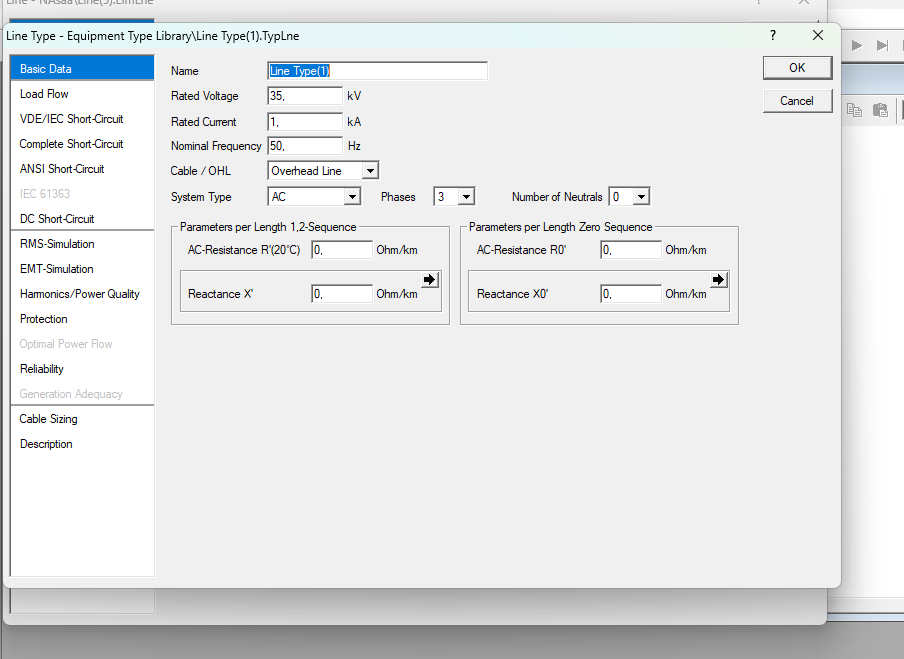 Line Type - Equipment Type Library\Line Type(1).TypLne
?
Basic Data
Load Flow
VDE/IEC Short-Circuit
Complete Short-Circuit
ANSI Short-Circuit
IEC 61363
DC Short-Circuit
RMS-Simulation
EMT-Simulation
Harmonics/Power Quality
Protection
Optimal Power Flow
Reliability
Generation Adequacy
Cable Sizing
Description
Name Line Type(1)
Rated Voltage 35, kV
Rated Current 1, kA
Nominal Frequency 50, Hz
Cable / OHL Overhead Line
System Type AC Phases 3 Number of Neutrals 0
Parameters per Length 1,2-Sequence
AC-Resistance R'(20°C) 0, Ohm/km
Reactance X' 0, Ohm/km
Parameters per Length Zero Sequence
AC-Resistance R0' 0, Ohm/km
Reactance X0' 0, Ohm/km
OK
Cancel